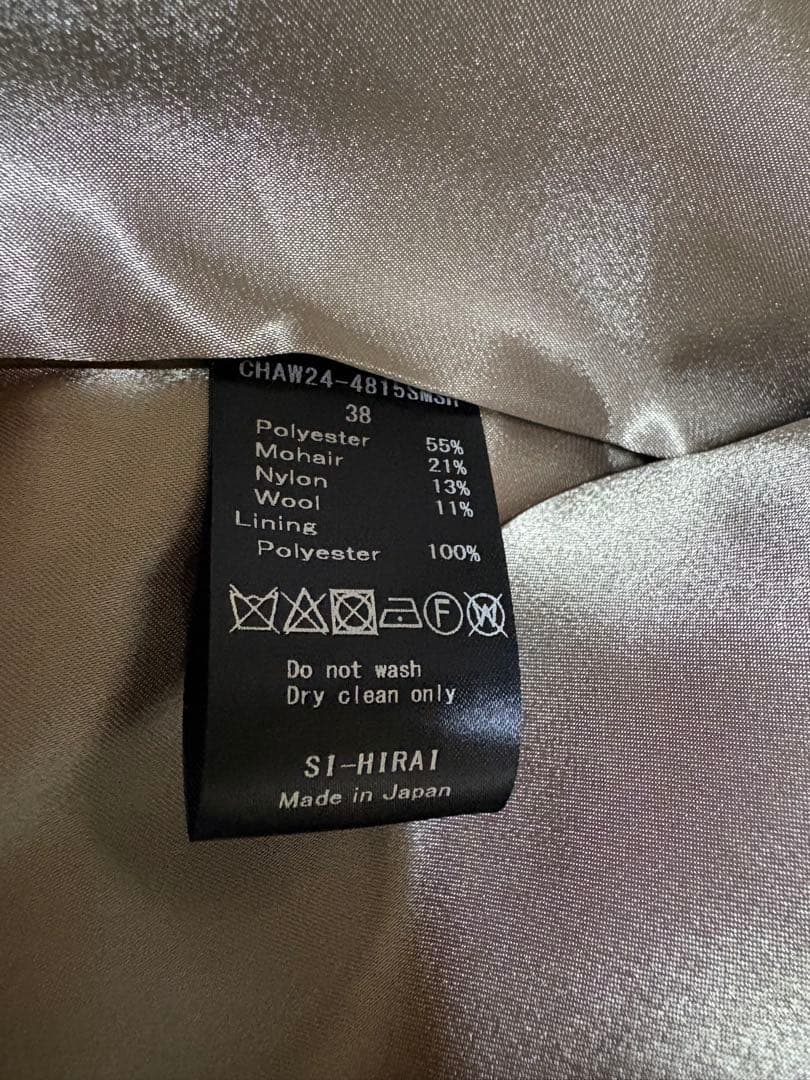 CHAW24-4815SMSH
38
Polyester 55%
Mohair 21%
Nylon 13%
Wool 11%
Lining
Polyester 100%
F W
Do not wash
Dry clean only
SI-HIRAI
Made in Japan